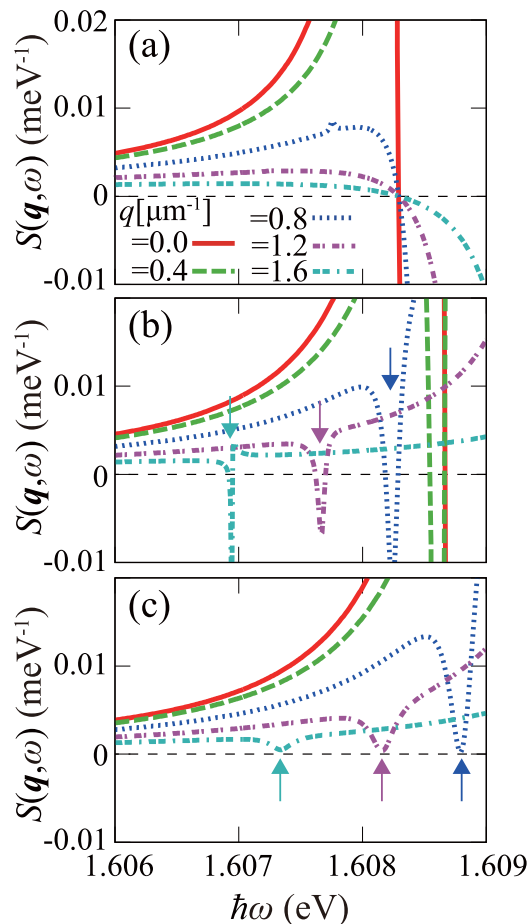 (a)
0.02
0.01
0
-0.01
S(q,ω) (meV⁻¹)
q[μm⁻¹]
=0.0
=0.4
=0.8
=1.2
=1.6
(b)
0.01
0
-0.01
S(q,ω) (meV⁻¹)
(c)
0.01
0
-0.01
S(q,ω) (meV⁻¹)
1.606
1.607
1.608
1.609
ℏω (eV)